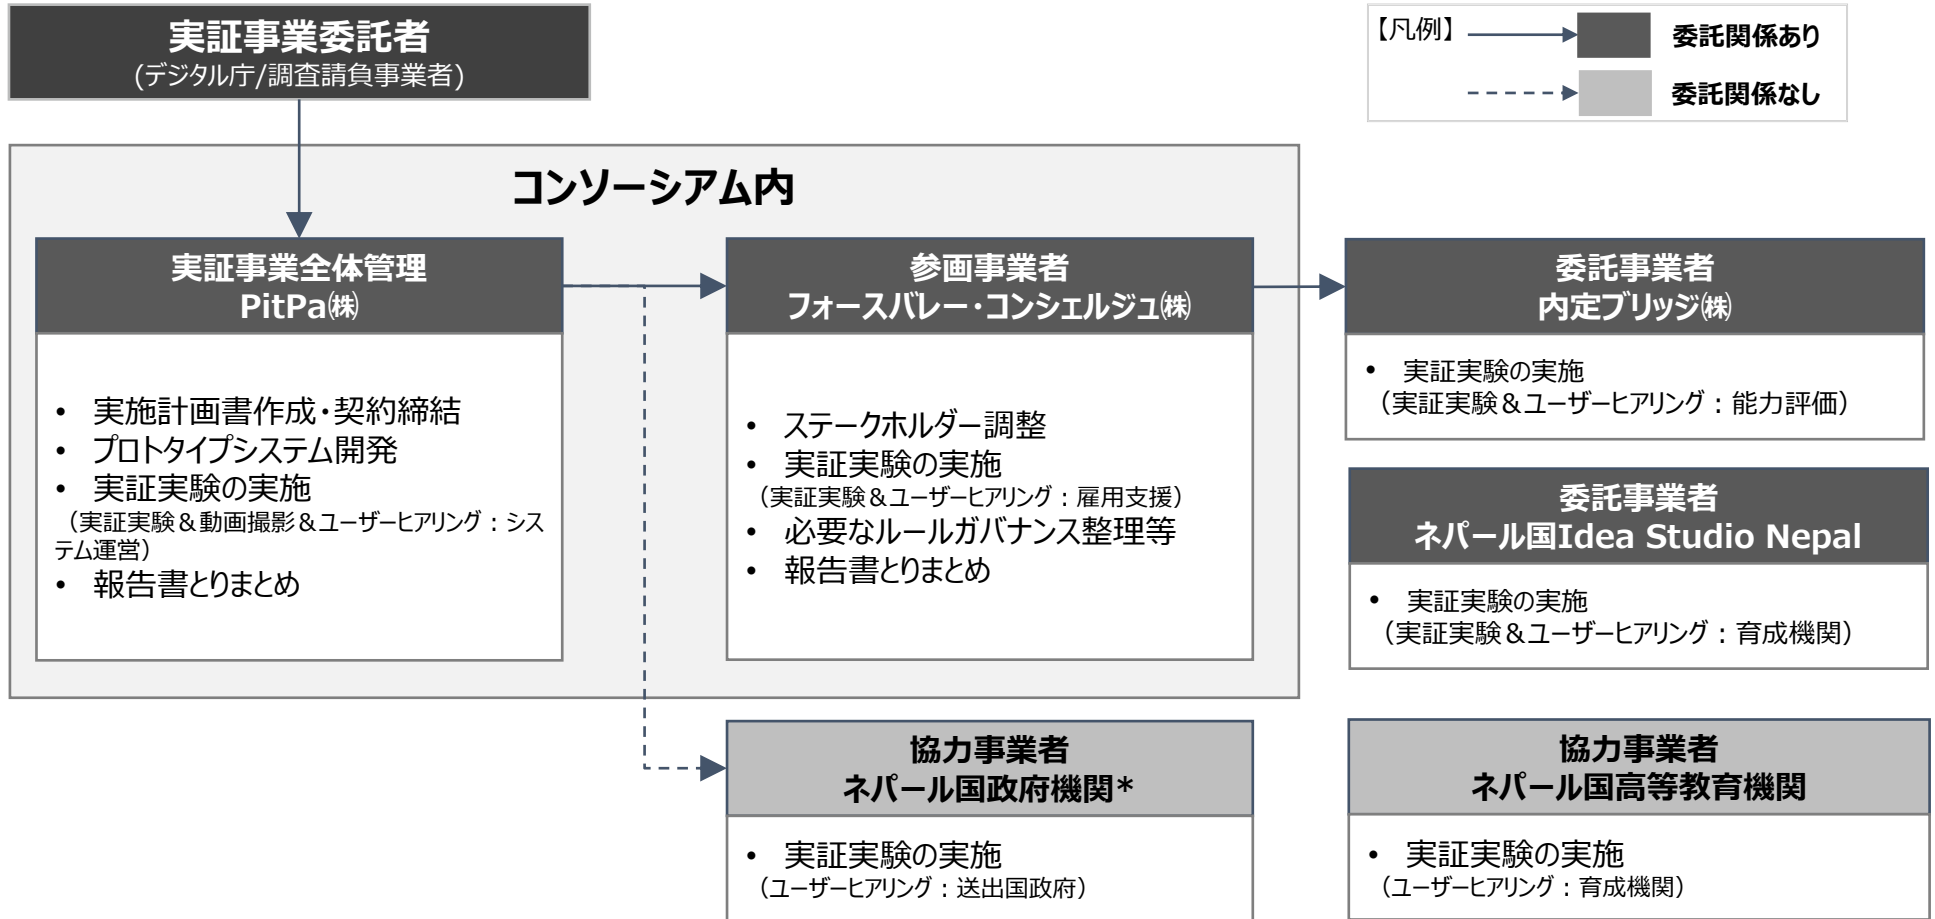 実証事業委託者
(デジタル庁/調査請負事業者)
【凡例】
委託関係あり
委託関係なし
コンソーシアム内
実証事業全体管理
PitPa㈱
• 実施計画書作成・契約締結
• プロトタイプシステム開発
• 実証実験の実施
（実証実験＆動画撮影＆ユーザーヒアリング：シス
テム運営）
• 報告書とりまとめ
参画事業者
フォースバレー・コンシェルジュ㈱
• ステークホルダー調整
• 実証実験の実施
（実証実験＆ユーザーヒアリング：雇用支援）
• 必要なルールガバナンス整理等
• 報告書とりまとめ
委託事業者
内定ブリッジ㈱
• 実証実験の実施
（実証実験＆ユーザーヒアリング：能力評価）
委託事業者
ネパール国Idea Studio Nepal
• 実証実験の実施
（実証実験＆ユーザーヒアリング：育成機関）
協力事業者
ネパール国政府機関*
• 実証実験の実施
（ユーザーヒアリング：送出国政府）
協力事業者
ネパール国高等教育機関
• 実証実験の実施
（ユーザーヒアリング：育成機関）